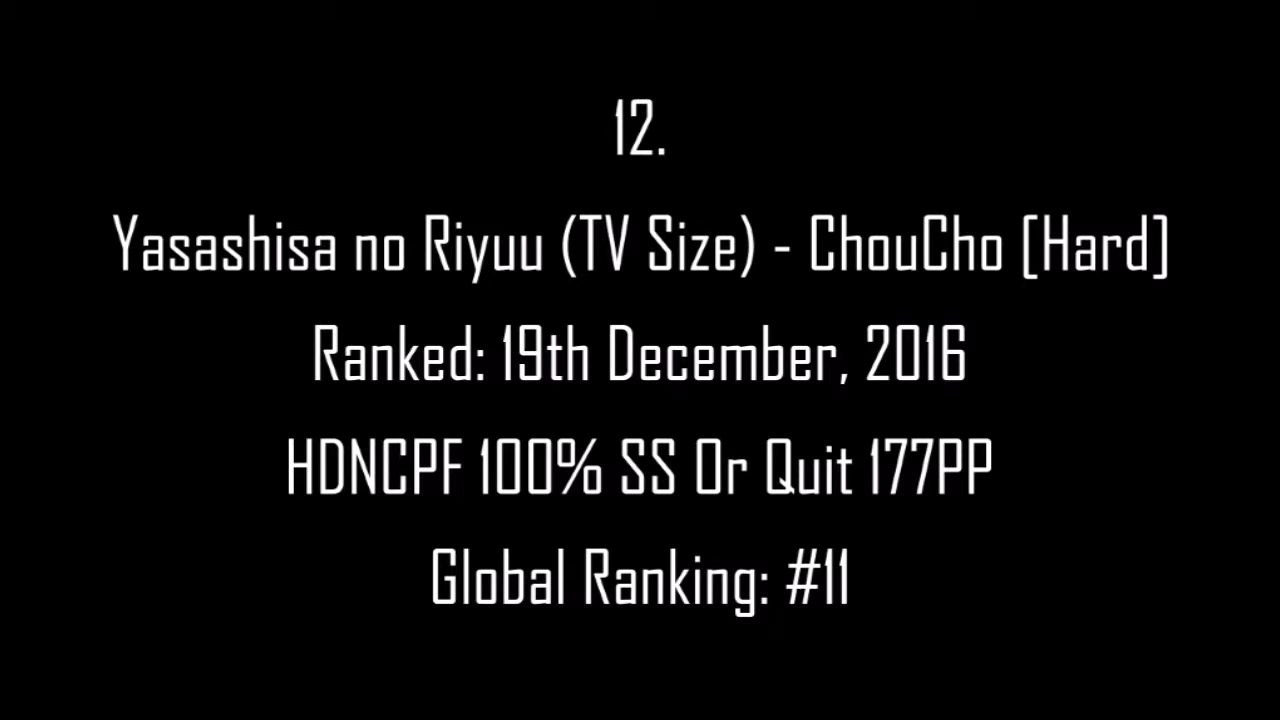 12.
Yasashisa no Riyuu (TV Size) - ChouCho [Hard]
Ranked: 19th December, 2016
HDNCPF 100% SS Or Quit 177PP
Global Ranking: #11